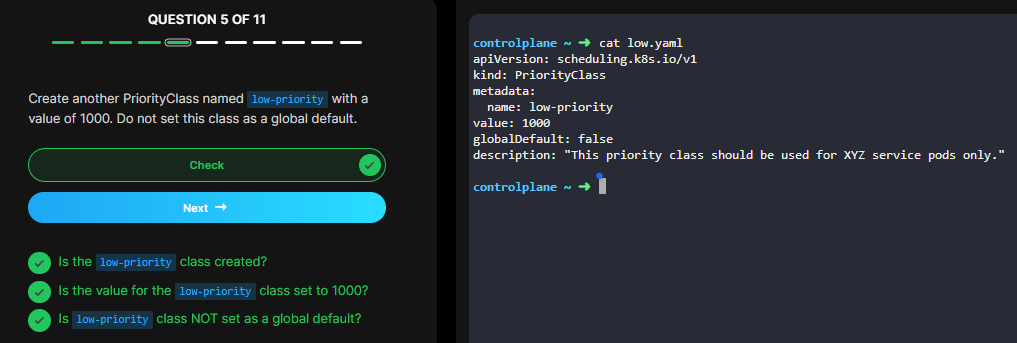 QUESTION 5 OF 11
Create another PriorityClass named low-priority with a
value of 1000. Do not set this class as a global default.
Check
Next →
Is the low-priority class created?
Is the value for the low-priority class set to 1000?
Is low-priority class NOT set as a global default?
controlplane ~ ➜ cat low.yaml
apiVersion: scheduling.k8s.io/v1
kind: PriorityClass
metadata:
  name: low-priority
value: 1000
globalDefault: false
description: "This priority class should be used for XYZ service pods only."
controlplane ~ ➜